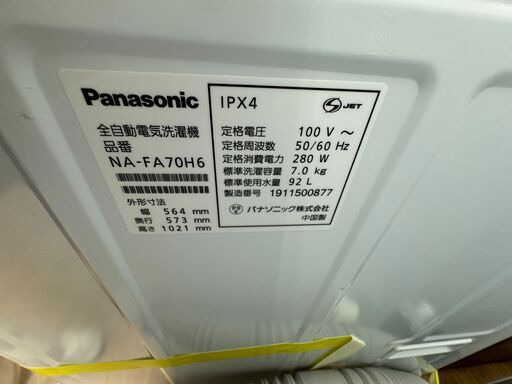 Panasonic
全自動電気洗濯機
品番
NA-FA70H6
外形寸法
幅 564 mm
奥行 573 mm
高さ 1021 mm
IPX4
S JET
定格電圧 100 V ～
定格周波数 50/60 Hz
定格消費電力 280 W
標準洗濯容量 7.0 kg
標準使用水量 92 L
製造番号 1911500877
PS E パナソニック株式会社
中国製